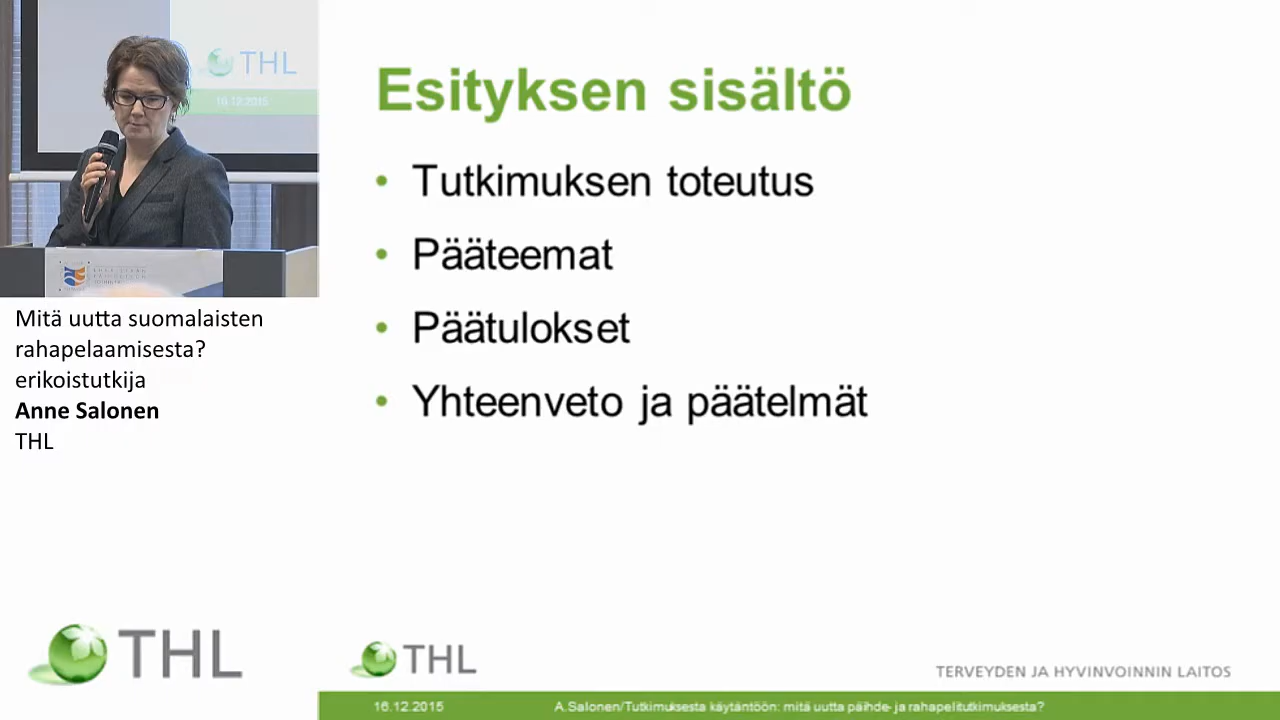 THL
16.12.2015
Mitä uutta suomalaisten
rahapelaamisesta?
erikoistutkija
Anne Salonen
THL
THL
Esityksen sisältö
• Tutkimuksen toteutus
• Pääteemat
• Päätulokset
• Yhteenveto ja päätelmät
THL
TERVEYDEN JA HYVINVOINNIN LAITOS
16.12.2015
A.Salonen/Tutkimuksesta käytäntöön: mitä uutta päihde- ja rahapelitutkimuksesta?